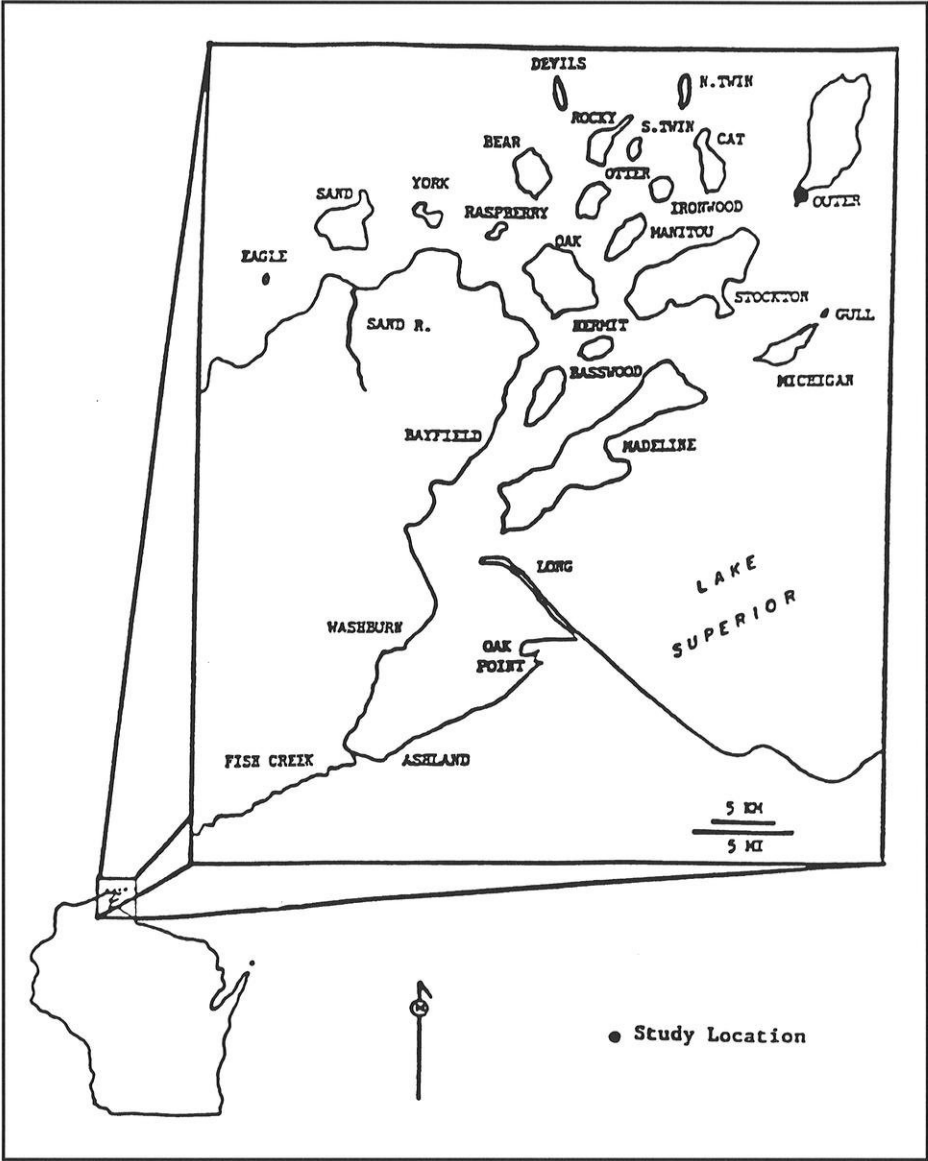 DEVILS
N.TWIN
ROCKY
S.TWIN
CAT
BEAR
OTTER
YORK
SAND
IRONWOOD
OUTER
RASPBERRY
MANITOU
OAK
EAGLE
STOCKTON
GULL
SAND R.
HERMIT
BASSWOOD
MICHIGAN
BAYFIELD
MADELINE
LONG
LAKE
SUPERIOR
WASHBURN
OAK
POINT
FISH CREEK
ASHLAND
5 KM
5 MI
N
Study Location